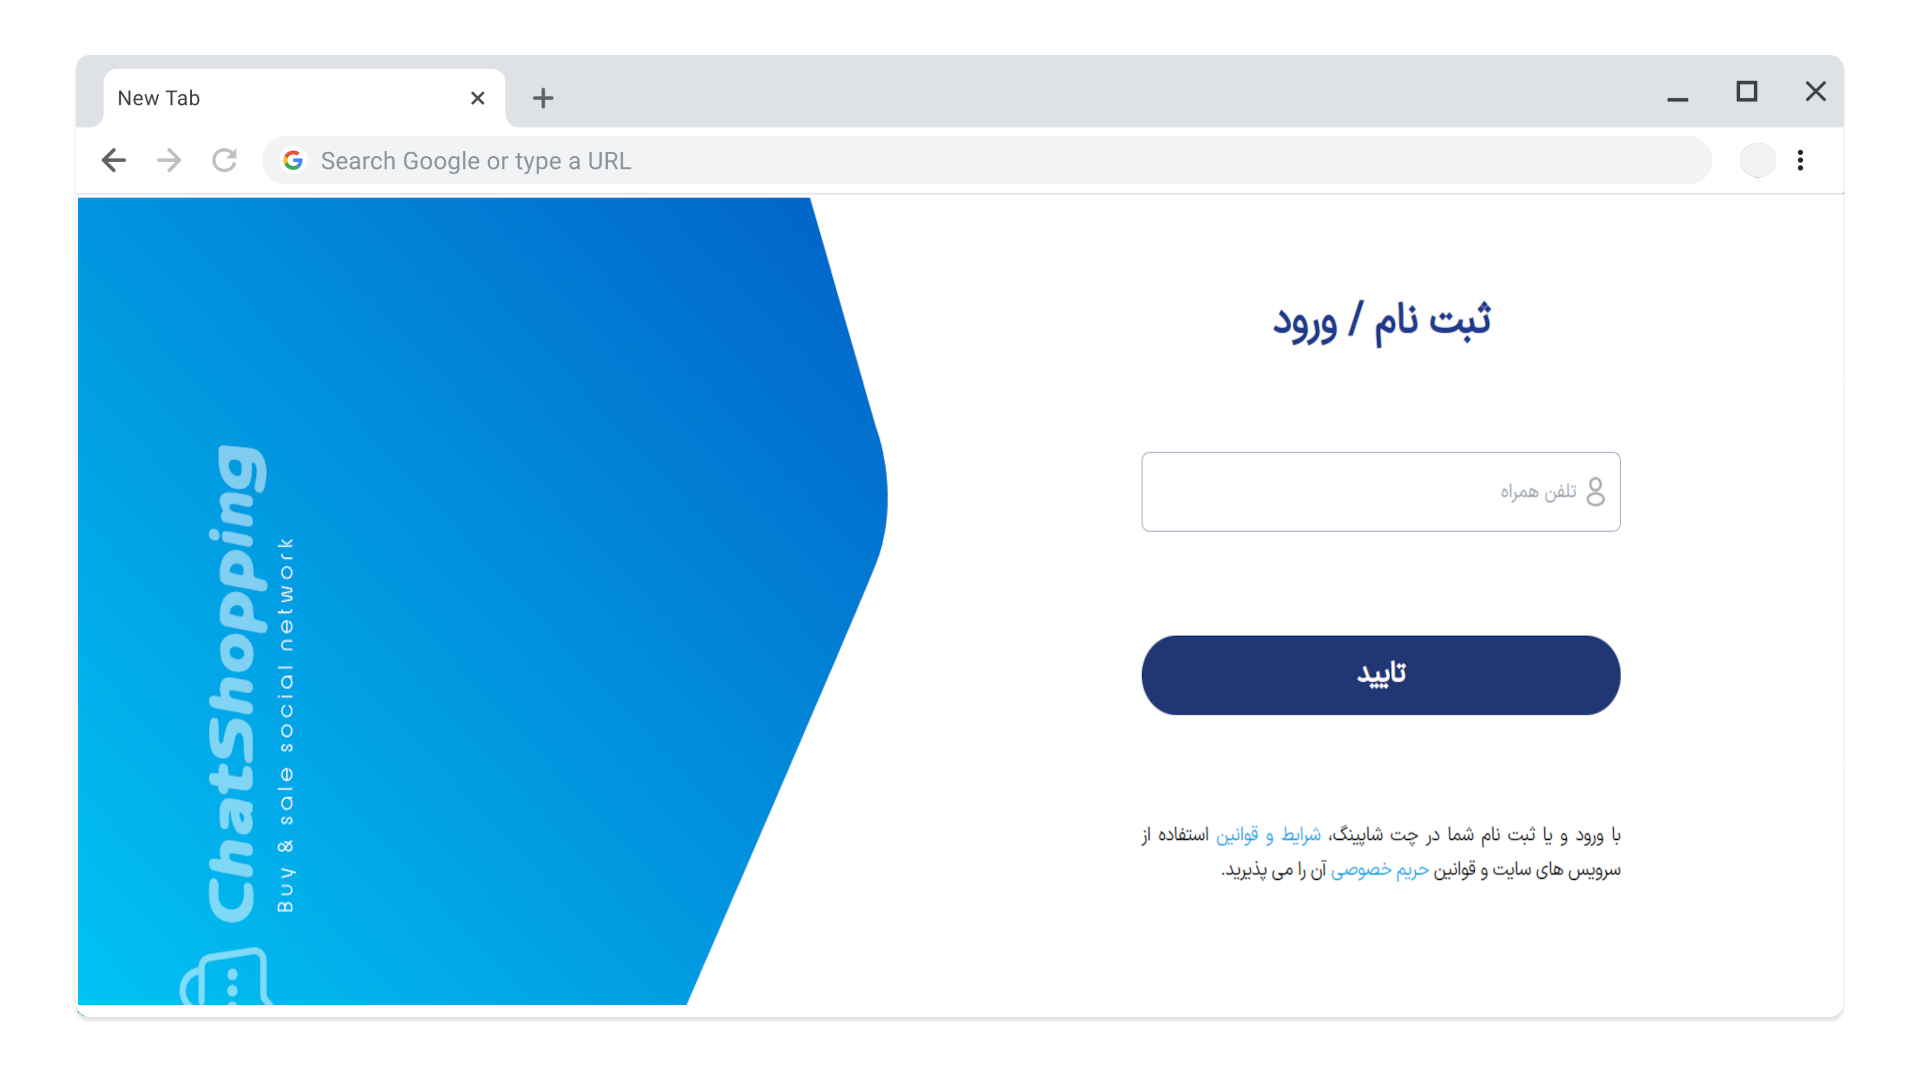 New Tab
Search Google or type a URL
ChatShopping
Buy & sale social network
ثبت نام / ورود
تلفن همراه
تایید
با ورود و یا ثبت نام شما در چت شاپینگ، شرایط و قوانین استفاده از
سرویس های سایت و قوانین حریم خصوصی آن را می پذیرید.